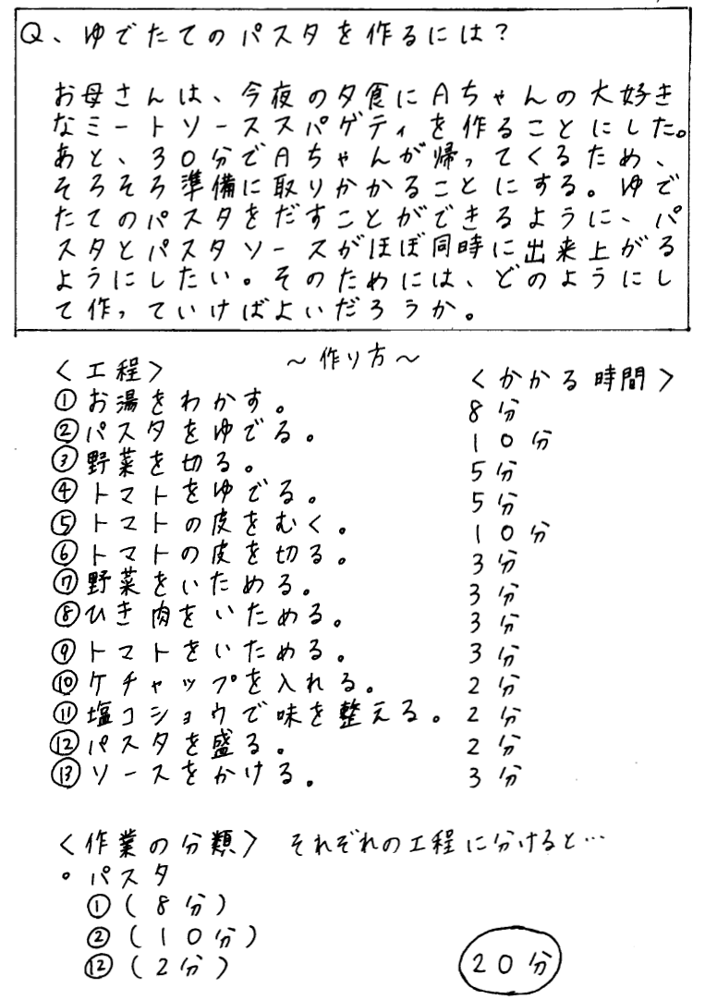 Q、ゆでたてのパスタを作るには？
お母さんは、今夜の夕食にAちゃんの大好き
なミートソーススパゲティを作ることにした。
あと、30分でAちゃんが帰ってくるため、
そろそろ準備に取りかかることにする。ゆで
たてのパスタをだすことができるように、パ
スタとパスタソースがほぼ同時に出来上がる
ようにしたい。そのためには、どのようにし
て作っていけばよいだろうか。
～作り方～
〈工程〉 〈かかる時間〉
①お湯をわかす。 8分
②パスタをゆでる。 10分
③野菜を切る。 5分
④トマトをゆでる。 5分
⑤トマトの皮をむく。 10分
⑥トマトの皮を切る。 3分
⑦野菜をいためる。 3分
⑧ひき肉をいためる。 3分
⑨トマトをいためる。 3分
⑩ケチャップを入れる。 2分
⑪塩コショウで味を整える。 2分
⑫パスタを盛る。 2分
⑬ソースをかける。 3分
〈作業の分類〉 それぞれの工程に分けると…
・パスタ
①(8分)
②(10分)
⑫(2分) 20分